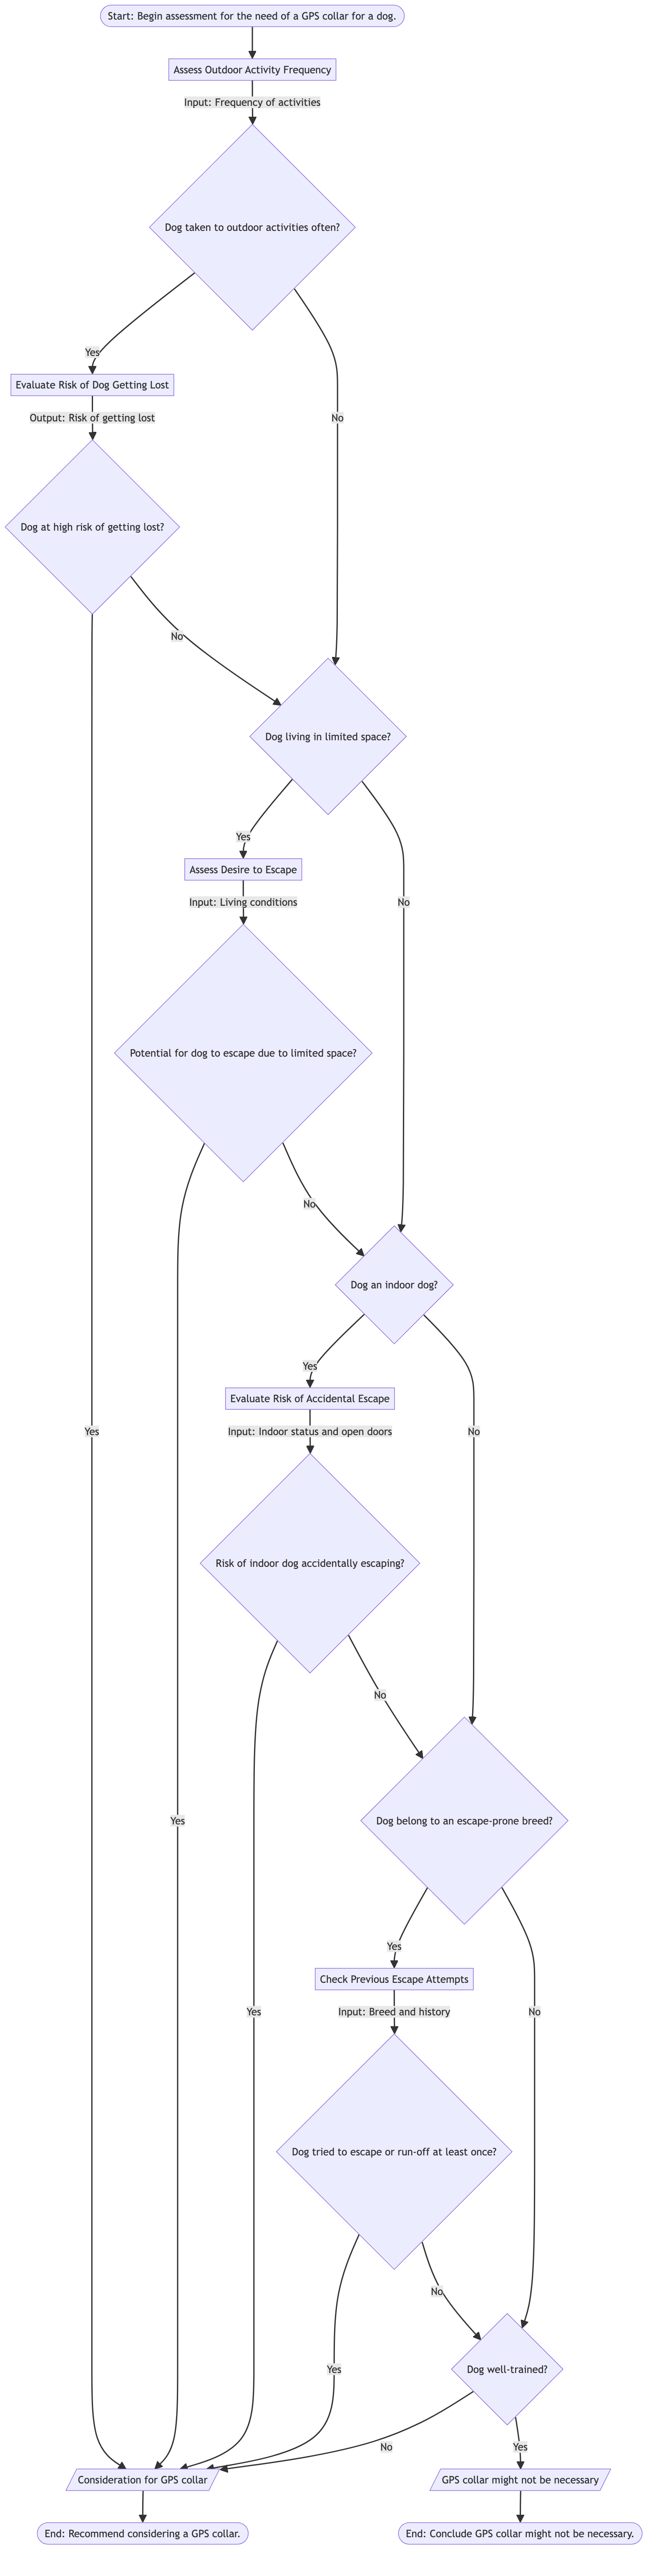 Start: Begin assessment for the need of a GPS collar for a dog.
Assess Outdoor Activity Frequency
Input: Frequency of activities
Dog taken to outdoor activities often?
Yes
Evaluate Risk of Dog Getting Lost
Output: Risk of getting lost
No
Dog at high risk of getting lost?
No
Dog living in limited space?
Yes
Assess Desire to Escape
Input: Living conditions
No
Potential for dog to escape due to limited space?
No
Dog an indoor dog?
Yes
Evaluate Risk of Accidental Escape
Yes
Input: Indoor status and open doors
No
Risk of indoor dog accidentally escaping?
No
Yes
Dog belong to an escape-prone breed?
Yes
Check Previous Escape Attempts
Yes
Input: Breed and history
No
Dog tried to escape or run-off at least once?
No
Yes
Dog well-trained?
No
Yes
Consideration for GPS collar
GPS collar might not be necessary
End: Recommend considering a GPS collar.
End: Conclude GPS collar might not be necessary.